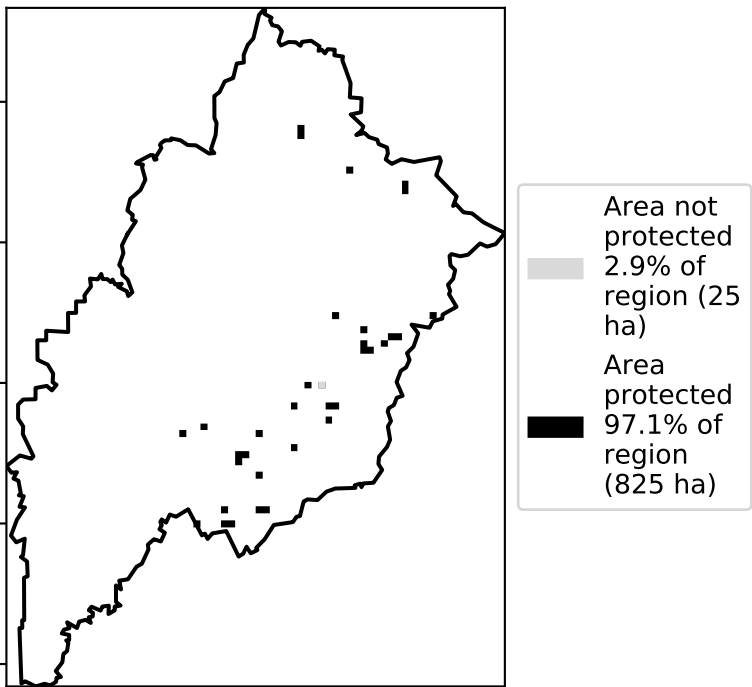 Area not
protected
2.9% of
region (25
ha)
Area
protected
97.1% of
region
(825 ha)